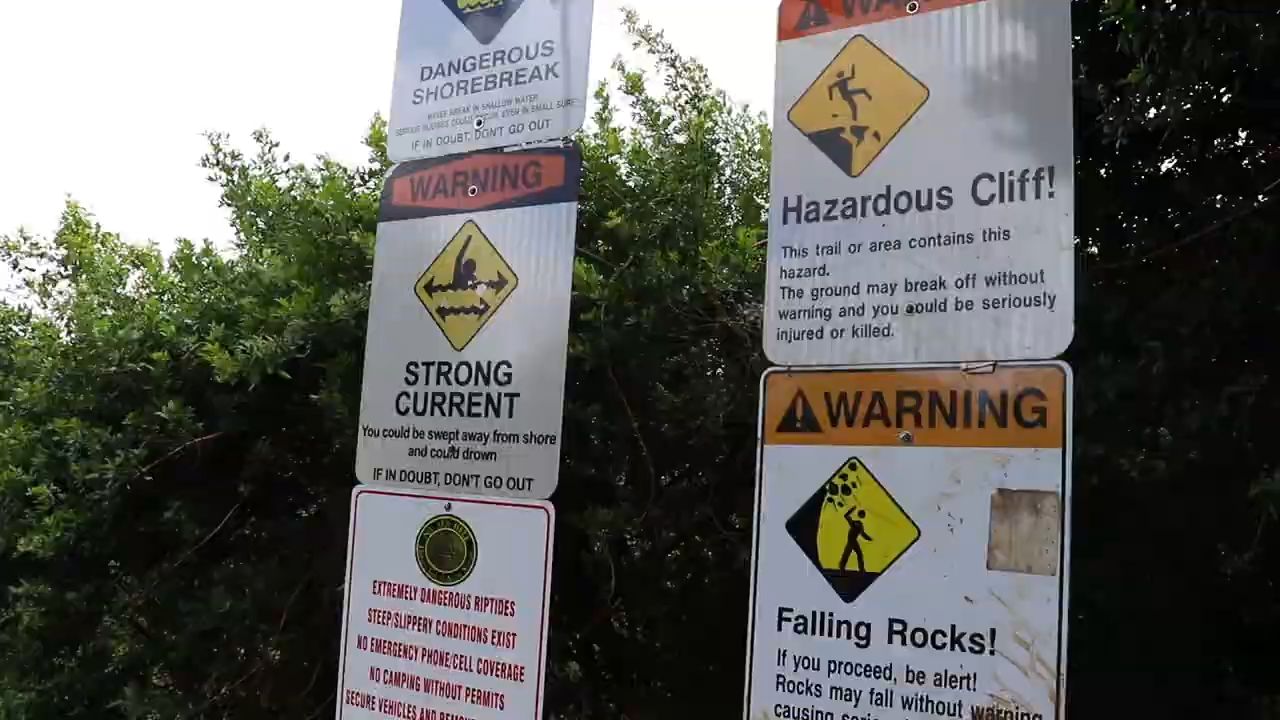 DANGEROUS
SHOREBREAK
WAVES BREAK IN SHALLOW WATER
SERIOUS INJURIES COULD OCCUR, EVEN IN SMALL SURF
IF IN DOUBT, DON'T GO OUT
WARNING
STRONG
CURRENT
You could be swept away from shore
and could drown
IF IN DOUBT, DON'T GO OUT
EXTREMELY DANGEROUS RIPTIDES
STEEP/SLIPPERY CONDITIONS EXIST
NO EMERGENCY PHONE/CELL COVERAGE
NO CAMPING WITHOUT PERMITS
SECURE VEHICLES AND
Hazardous Cliff!
This trail or area contains this
hazard.
The ground may break off without
warning and you could be seriously
injured or killed.
WARNING
Falling Rocks!
If you proceed, be alert!
Rocks may fall without warning
causing